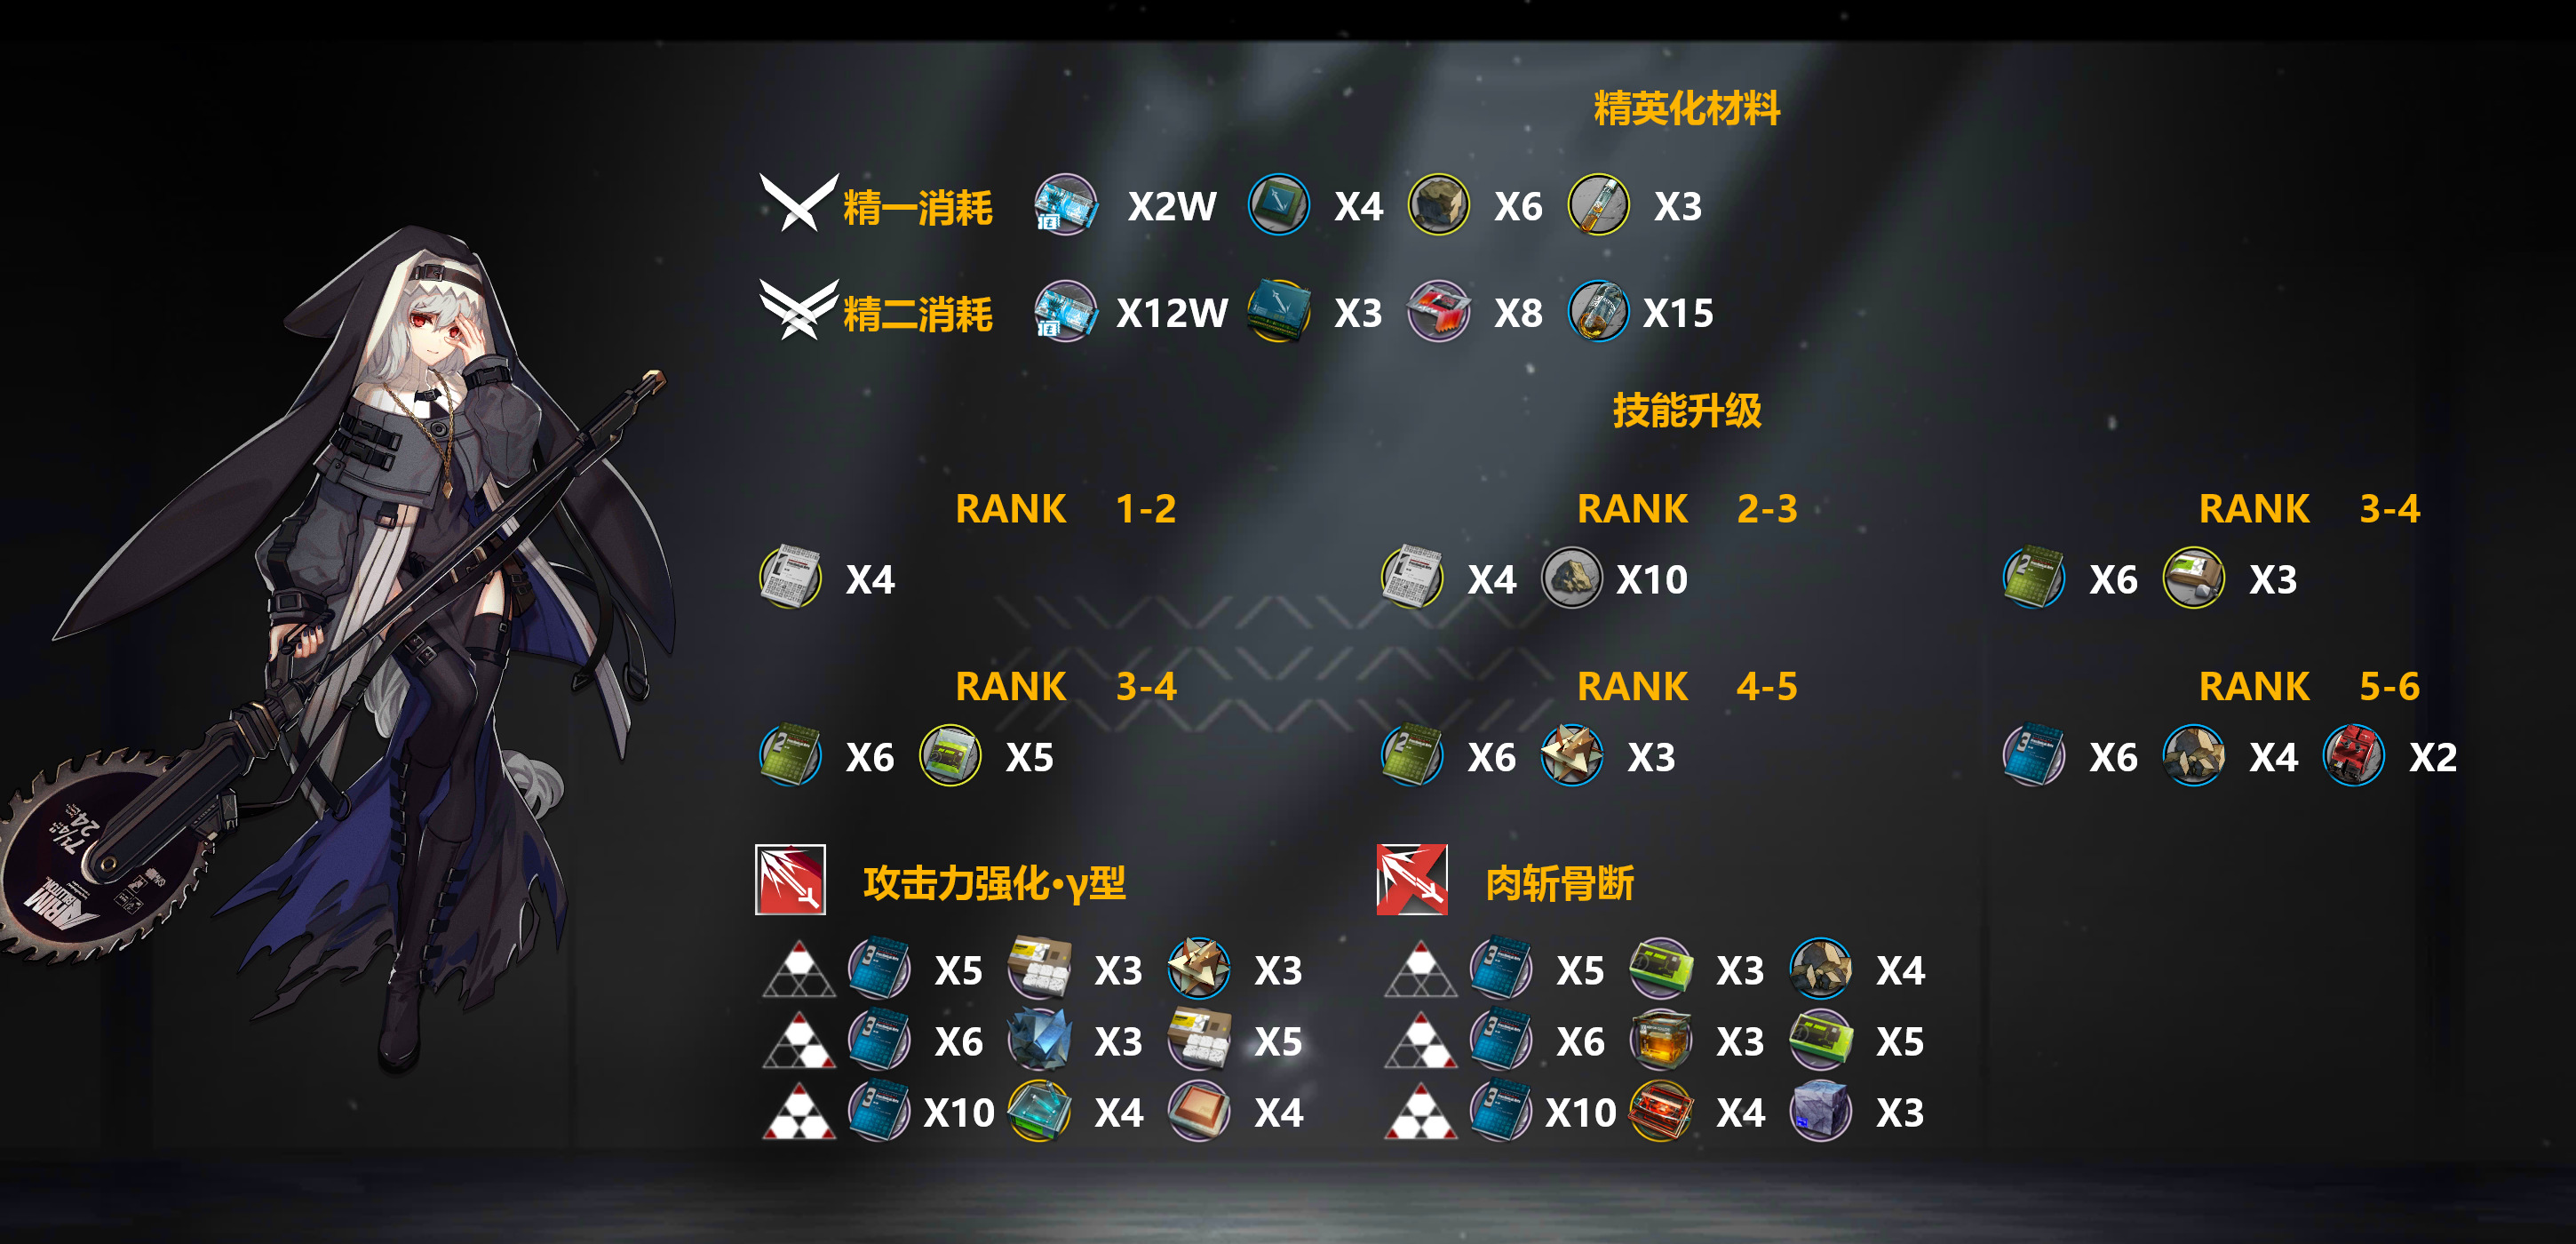 精英化材料
精一消耗 X2W X4 X6 X3
精二消耗 X12W X3 X8 X15
技能升级
RANK 1-2 RANK 2-3 RANK 3-4
X4 X4 X10 X6 X3
RANK 3-4 RANK 4-5 RANK 5-6
X6 X5 X6 X3 X6 X4 X2
攻击力强化·γ型 肉斩骨断
X5 X3 X3 X5 X3 X4
X6 X3 X5 X6 X3 X5
X10 X4 X4 X10 X4 X3
24
71/4"